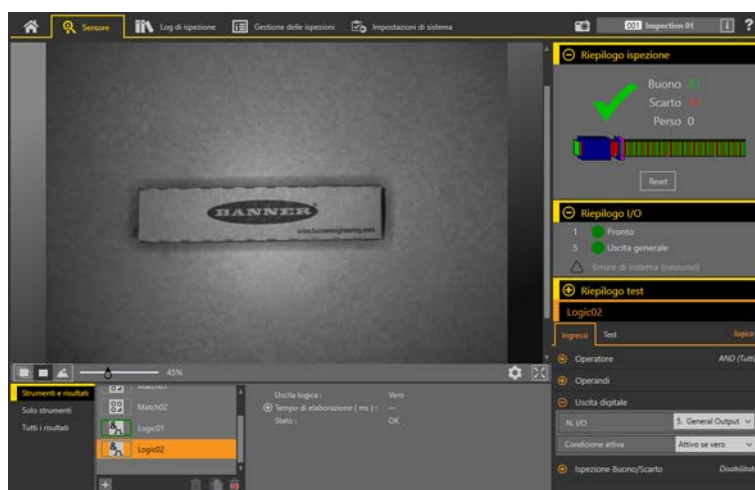 Sensore
Log di ispezione
Gestione delle ispezioni
Impostazioni di sistema
001 Inspection 01
?
Riepilogo ispezione
Buono
Scarto
Perso 0
Reset
Riepilogo I/O
1 Pronto
5 Uscita generale
Errore di sistema (nessuno)
Riepilogo test
Logic02
Ingressi Test logica
Operatore AND (Tutti)
Operandi
Uscita digitale
N. I/O 5. General Output
Condizione attiva Attivo se vero
Ispezione Buono/Scarto
BANNER
www.bannerengineering.com
45%
Strumenti e risultati
Solo strumenti
Tutti i risultati
Match02
Logic01
Logic02
Uscita logica : Vero
Tempo di elaborazione ( ms ) : ---
Stato : OK